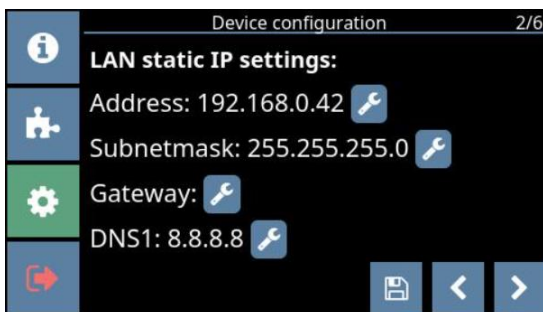 Device configuration 2/6
LAN static IP settings:
Address: 192.168.0.42
Subnetmask: 255.255.255.0
Gateway:
DNS1: 8.8.8.8